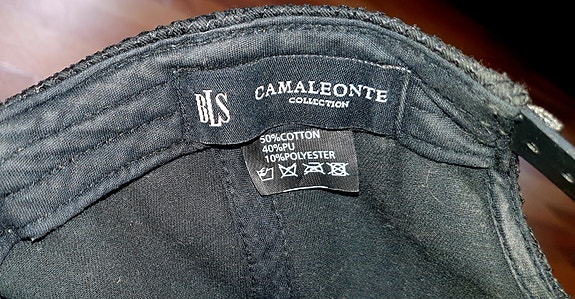 BLS
CAMALEONTE
COLLECTION
50%COTTON
40%PU
10%POLYESTER